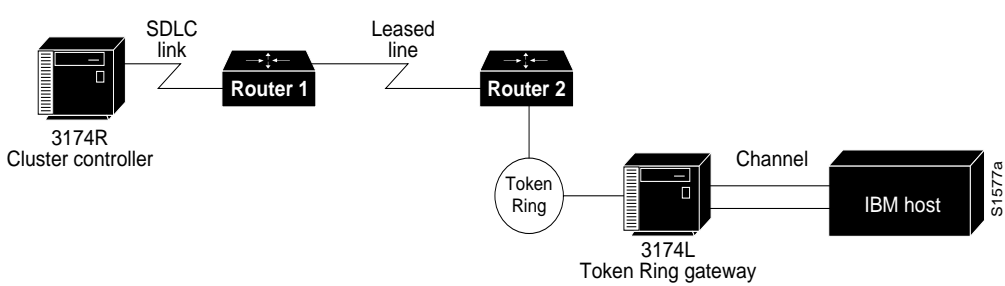 SDLC
link
Leased
line
Router 1
Router 2
3174R
Cluster controller
Token
Ring
Channel
IBM host
3174L
Token Ring gateway
S1577a